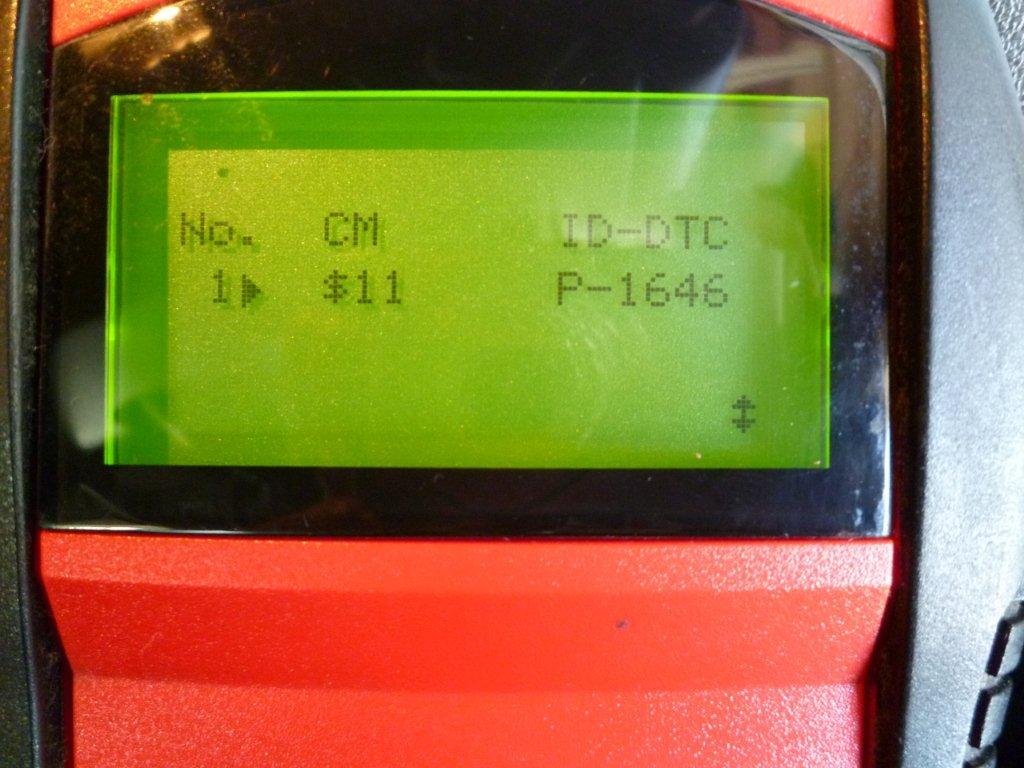 No. CM ID-DTC
1 $11 P-1646